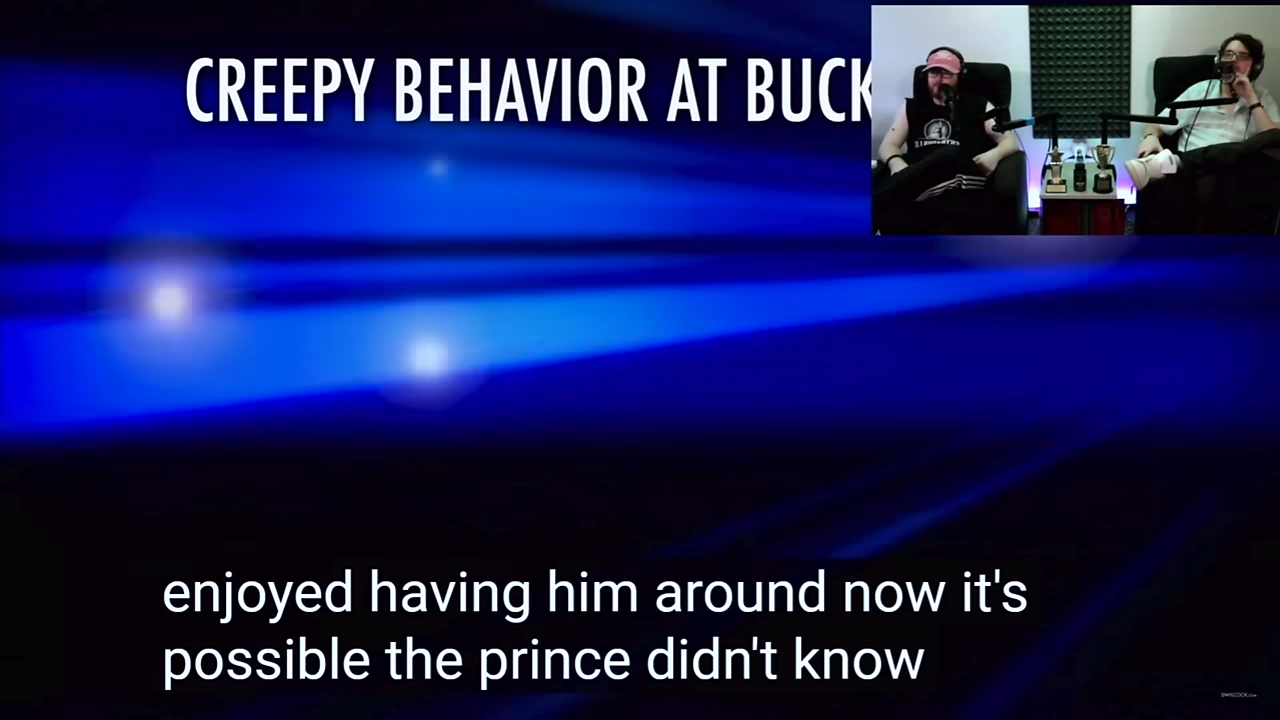 CREEPY BEHAVIOR AT BUCK
enjoyed having him around now it's
possible the prince didn't know